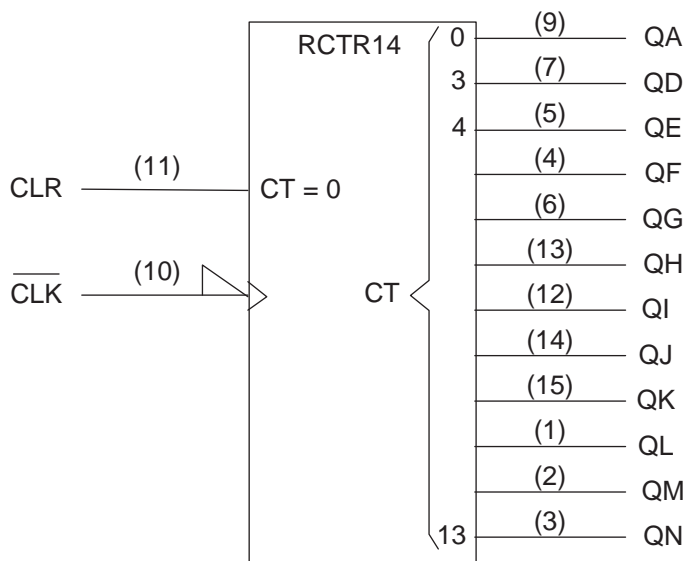 RCTR14
0 (9) QA
3 (7) QD
4 (5) QE
(4) QF
CLR (11) CT = 0
(6) QG
(13) QH
CLK (10) CT
(12) QI
(14) QJ
(15) QK
(1) QL
(2) QM
13 (3) QN